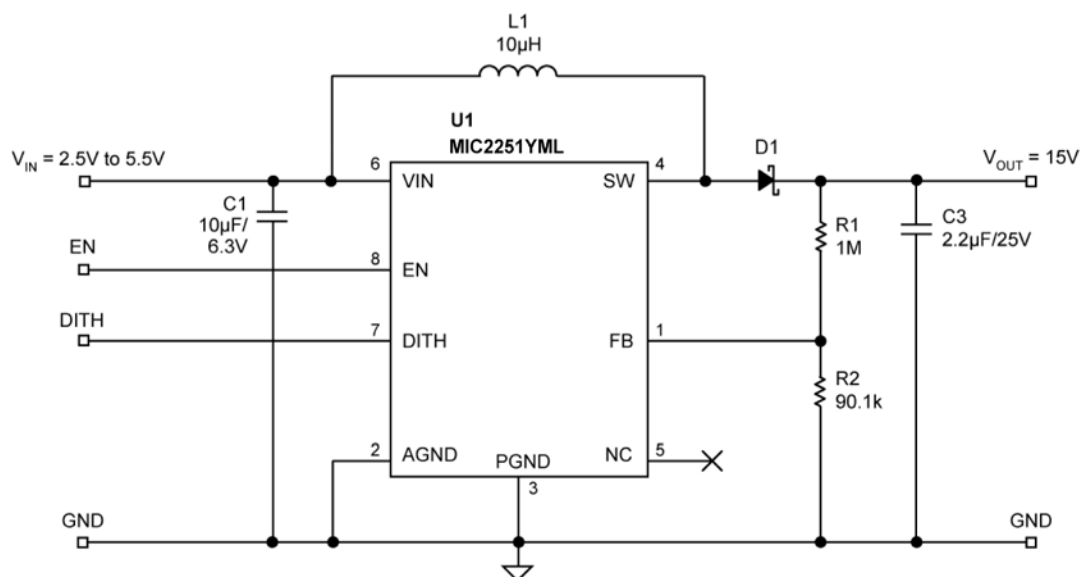 L1
10µH
U1
MIC2251YML
V_IN = 2.5V to 5.5V
6
VIN
SW
4
D1
V_OUT = 15V
C1
10µF/
6.3V
R1
1M
C3
2.2µF/25V
EN
8
EN
DITH
7
DITH
FB
1
R2
90.1k
2
AGND
PGND
3
NC
5
GND
GND